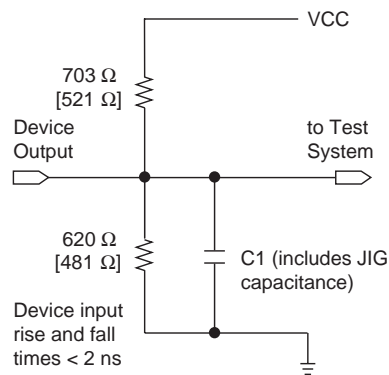 VCC
703 Ω
[521 Ω]
Device
Output
to Test
System
620 Ω
[481 Ω]
C1 (includes JIG
capacitance)
Device input
rise and fall
times < 2 ns